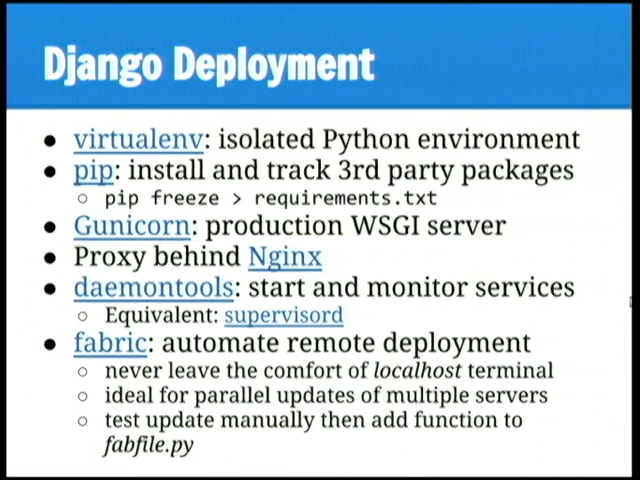 Django Deployment
● virtualenv: isolated Python environment
● pip: install and track 3rd party packages
○ pip freeze > requirements.txt
● Gunicorn: production WSGI server
● Proxy behind Nginx
● daemontools: start and monitor services
○ Equivalent: supervisord
● fabric: automate remote deployment
○ never leave the comfort of localhost terminal
○ ideal for parallel updates of multiple servers
○ test update manually then add function to
fabfile.py